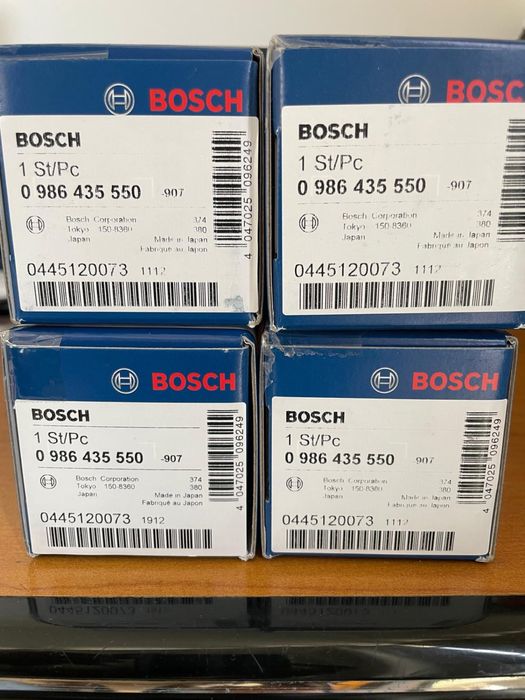 BOSCH
BOSCH
1 St/Pc
0 986 435 550 -907
Bosch Corporation 374
Tokyo 150-8360 380
Japan Made in Japan
Fabriqué au Japon
0445120073 1112
4 047025 096249
BOSCH
BOSCH
1 St/Pc
0 986 435 550 -907
Bosch Corporation 374
Tokyo 150-8360 380
Japan Made in Japan
Fabriqué au Japon
0445120073 1112
BOSCH
BOSCH
1 St/Pc
0 986 435 550 -907
Bosch Corporation 374
Tokyo 150-8360 380
Japan Made in Japan
Fabriqué au Japon
0445120073 1912
4 047025 096249
BOSCH
BOSCH
1 St/Pc
0 986 435 550 907
Bosch Corporation 374
Tokyo 150-8360 380
Japan Made in Japan
Fabriqué au Japon
0445120073 1112
4 047025 096249